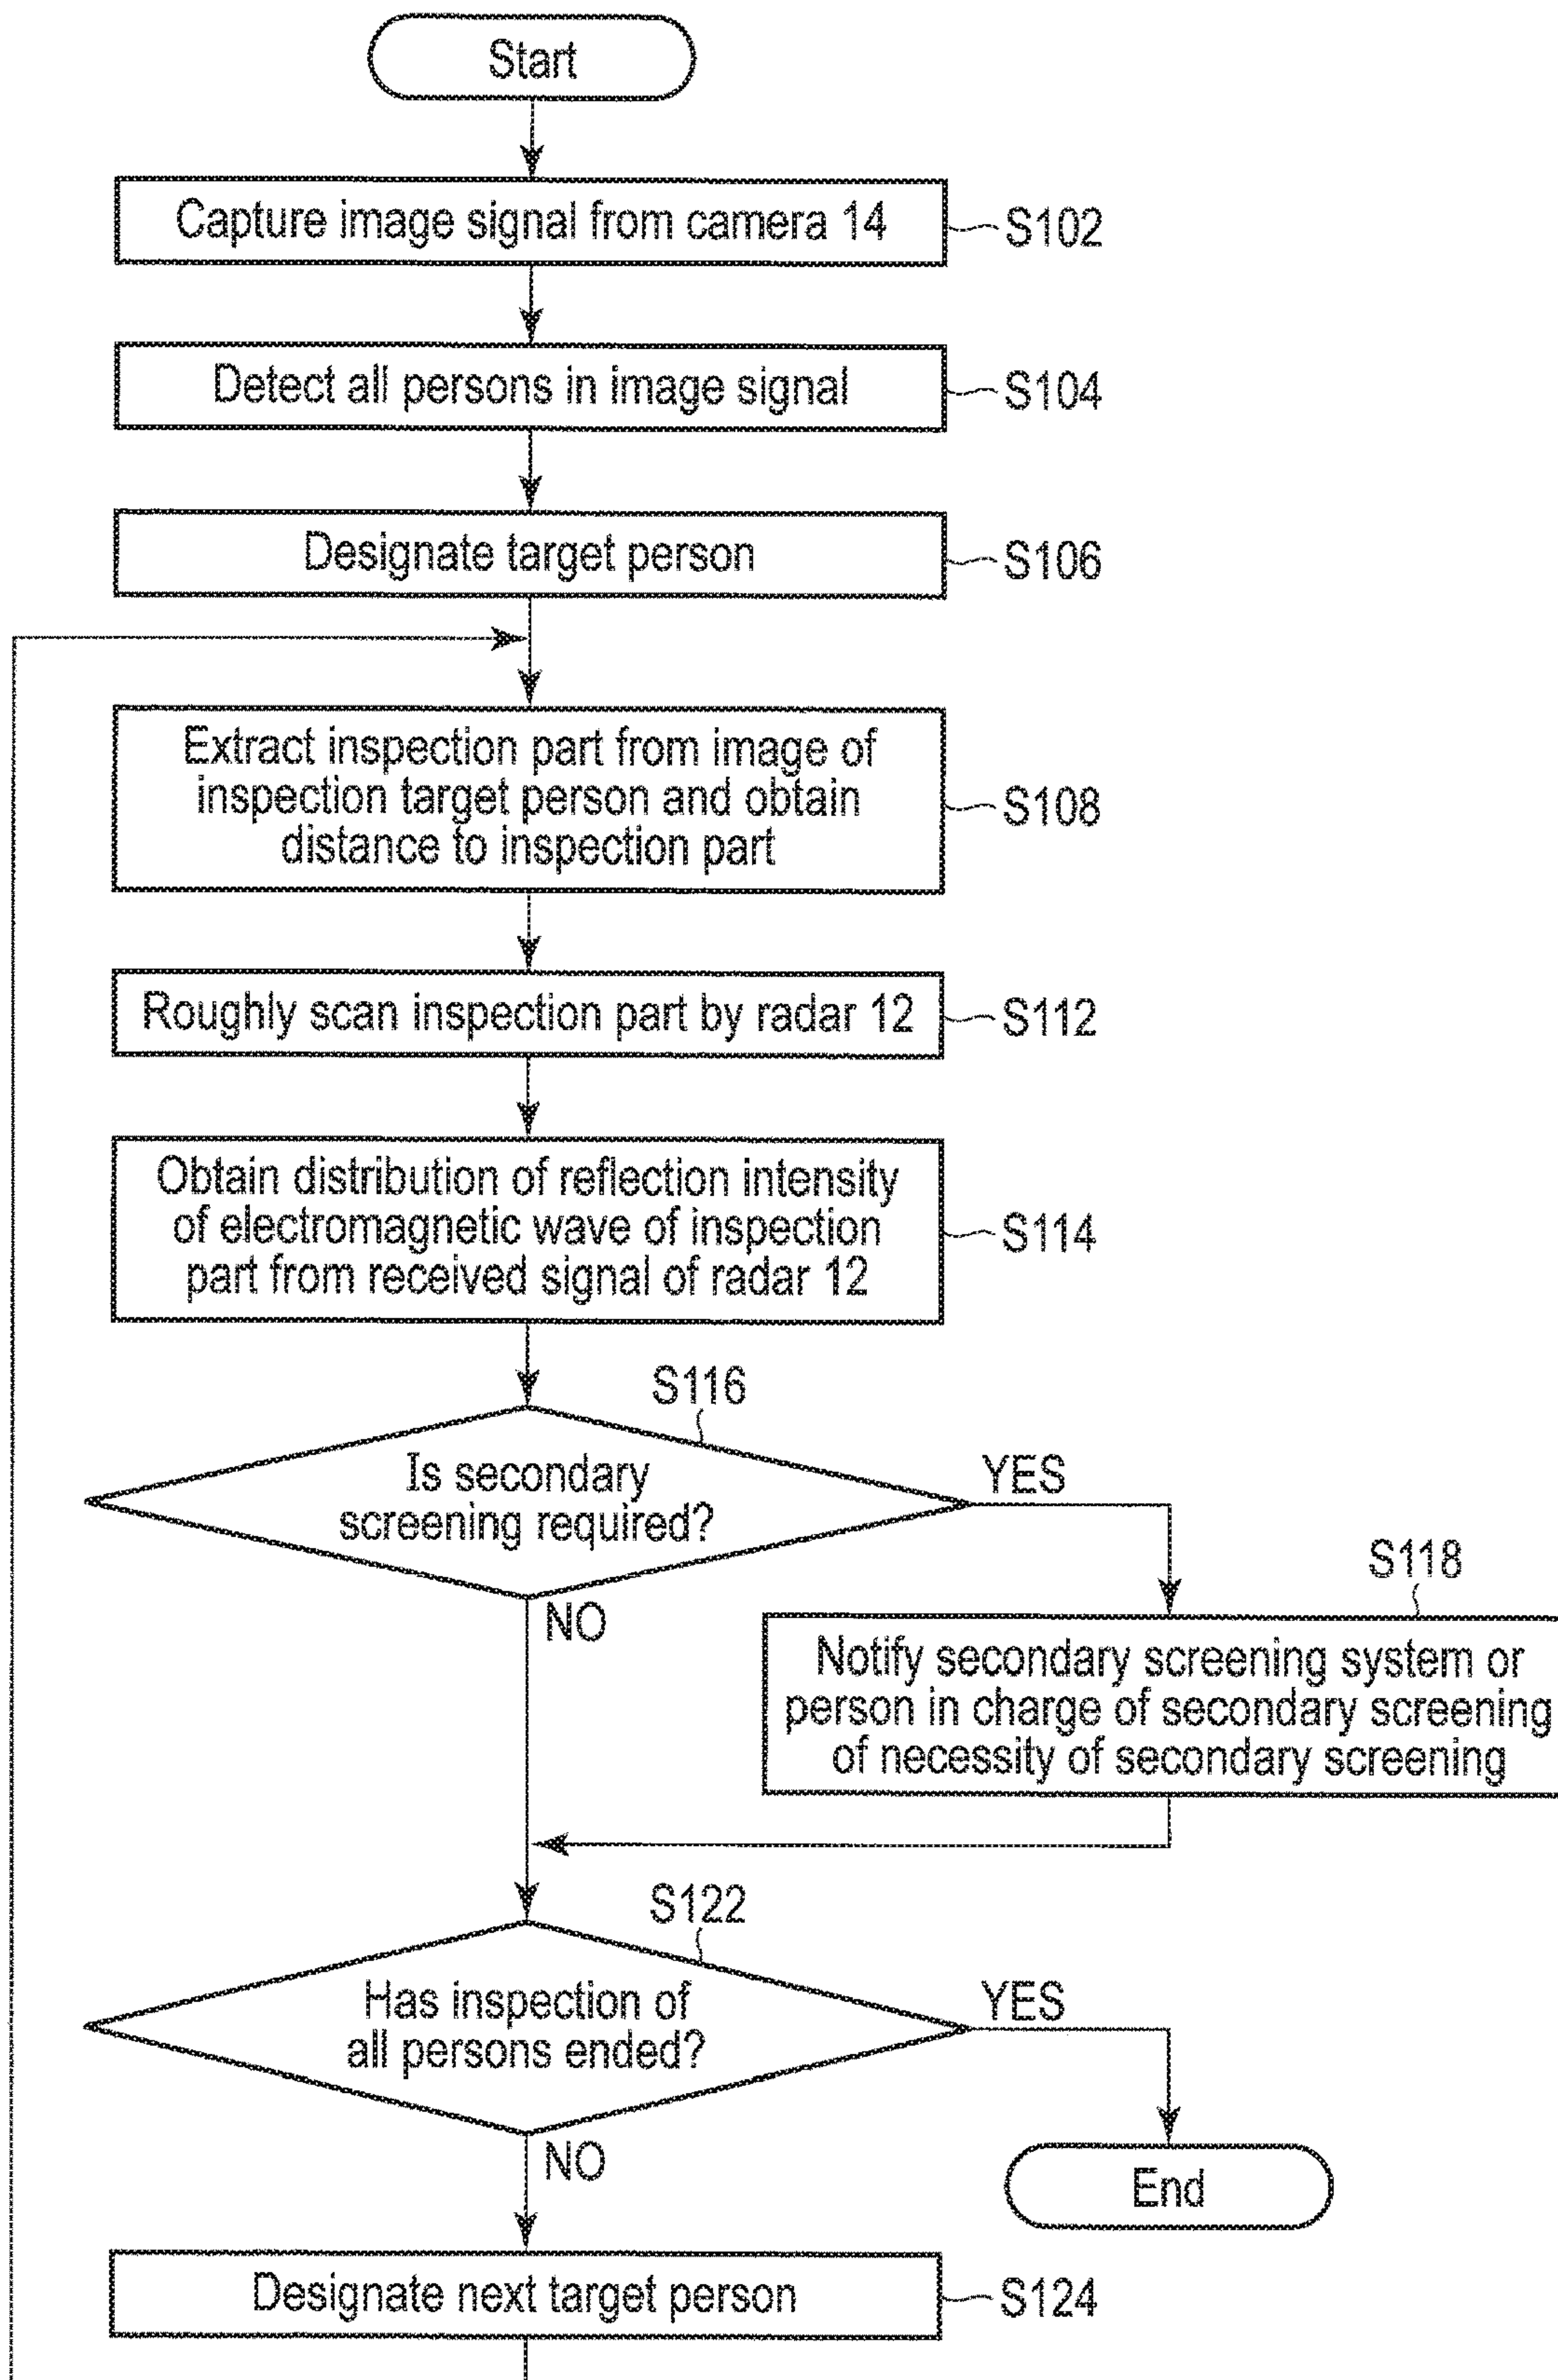 Start
Capture image signal from camera 14
S102
Detect all persons in image signal
S104
Designate target person
S106
Extract inspection part from image of
inspection target person and obtain
distance to inspection part
S108
Roughly scan inspection part by radar 12
S112
Obtain distribution of reflection intensity
of electromagnetic wave of inspection
part from received signal of radar 12
S114
S116
Is secondary
screening required?
YES
NO
S118
Notify secondary screening system or
person in charge of secondary screening
of necessity of secondary screening
S122
Has inspection of
all persons ended?
YES
NO
End
Designate next target person
S124